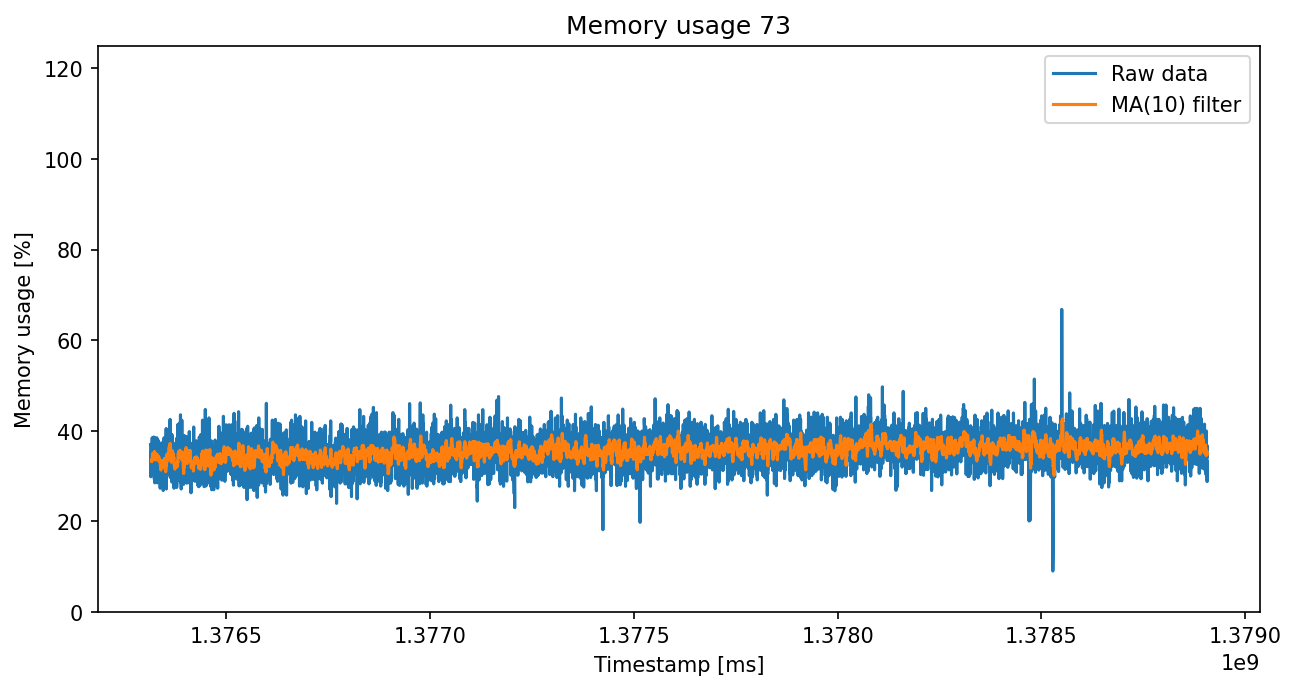 Memory usage 73
Raw data
MA(10) filter
Memory usage [%]
120
100
80
60
40
20
0
1.3765 1.3770 1.3775 1.3780 1.3785 1.3790
1e9
Timestamp [ms]